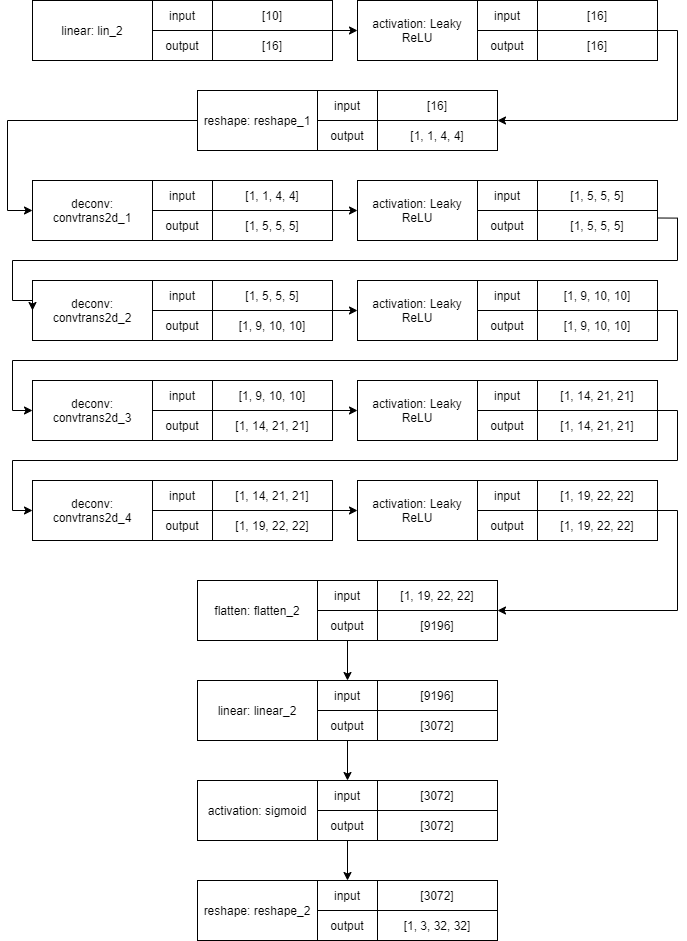 linear: lin_2
input
[10]
output
[16]
activation: Leaky
ReLU
input
[16]
output
[16]
reshape: reshape_1
input
[16]
output
[1, 1, 4, 4]
deconv:
convtrans2d_1
input
[1, 1, 4, 4]
output
[1, 5, 5, 5]
activation: Leaky
ReLU
input
[1, 5, 5, 5]
output
[1, 5, 5, 5]
deconv:
convtrans2d_2
input
[1, 5, 5, 5]
output
[1, 9, 10, 10]
activation: Leaky
ReLU
input
[1, 9, 10, 10]
output
[1, 9, 10, 10]
deconv:
convtrans2d_3
input
[1, 9, 10, 10]
output
[1, 14, 21, 21]
activation: Leaky
ReLU
input
[1, 14, 21, 21]
output
[1, 14, 21, 21]
deconv:
convtrans2d_4
input
[1, 14, 21, 21]
output
[1, 19, 22, 22]
activation: Leaky
ReLU
input
[1, 19, 22, 22]
output
[1, 19, 22, 22]
flatten: flatten_2
input
[1, 19, 22, 22]
output
[9196]
linear: linear_2
input
[9196]
output
[3072]
activation: sigmoid
input
[3072]
output
[3072]
reshape: reshape_2
input
[3072]
output
[1, 3, 32, 32]